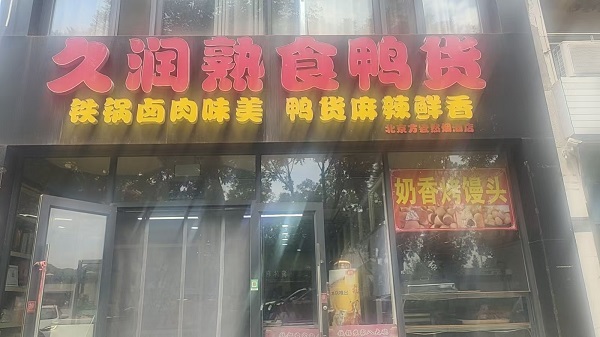 久润熟食鸭货
铁锅卤肉味美 鸭货麻辣鲜香
奶香烤馒头